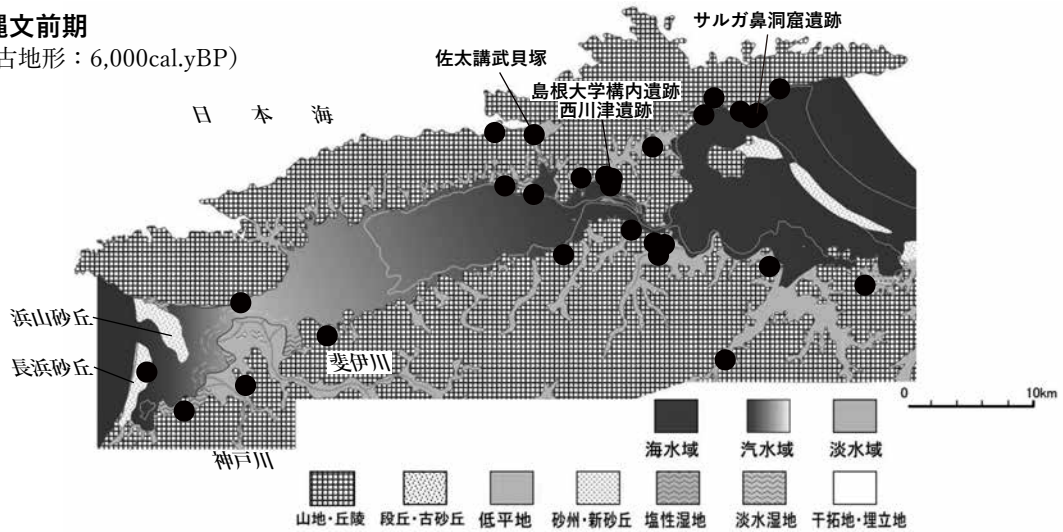 縄文前期
古地形：6,000cal.yBP）
サルガ鼻洞窟遺跡
佐太講武貝塚
島根大学構内遺跡
西川津遺跡
日本海
浜山砂丘
長浜砂丘
斐伊川
神戸川
0 10km
海水域 汽水域 淡水域
山地・丘陵 段丘・古砂丘 低平地 砂州・新砂丘 塩性湿地 淡水湿地 干拓地・埋立地